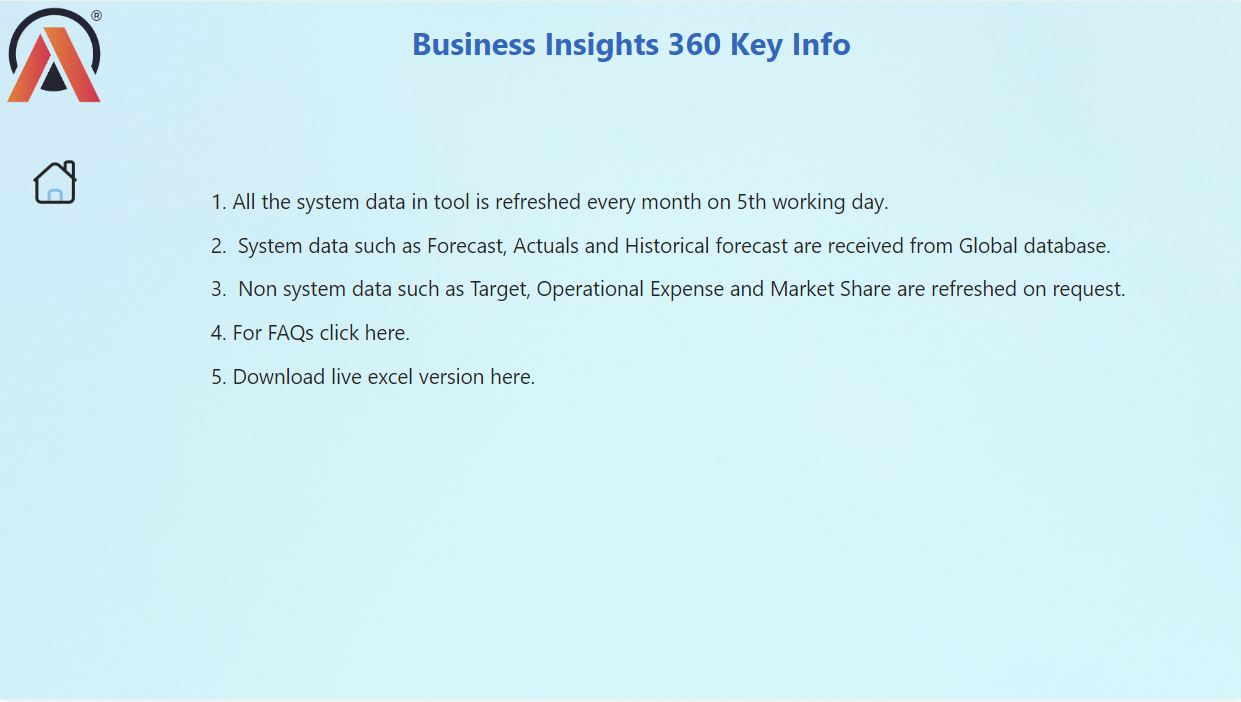 ®
Business Insights 360 Key Info
1. All the system data in tool is refreshed every month on 5th working day.
2.  System data such as Forecast, Actuals and Historical forecast are received from Global database.
3.  Non system data such as Target, Operational Expense and Market Share are refreshed on request.
4. For FAQs click here.
5. Download live excel version here.